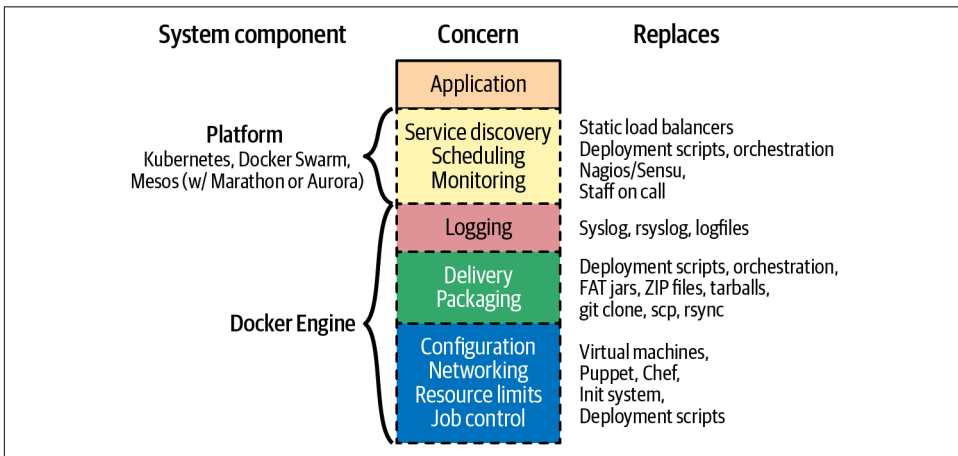 System component
Concern
Replaces
Application
Platform
Kubernetes, Docker Swarm,
Mesos (w/ Marathon or Aurora)
Service discovery
Scheduling
Monitoring
Static load balancers
Deployment scripts, orchestration
Nagios/Sensu,
Staff on call
Logging
Syslog, rsyslog, logfiles
Docker Engine
Delivery
Packaging
Deployment scripts, orchestration,
FAT jars, ZIP files, tarballs,
git clone, scp, rsync
Configuration
Networking
Resource limits
Job control
Virtual machines,
Puppet, Chef,
Init system,
Deployment scripts